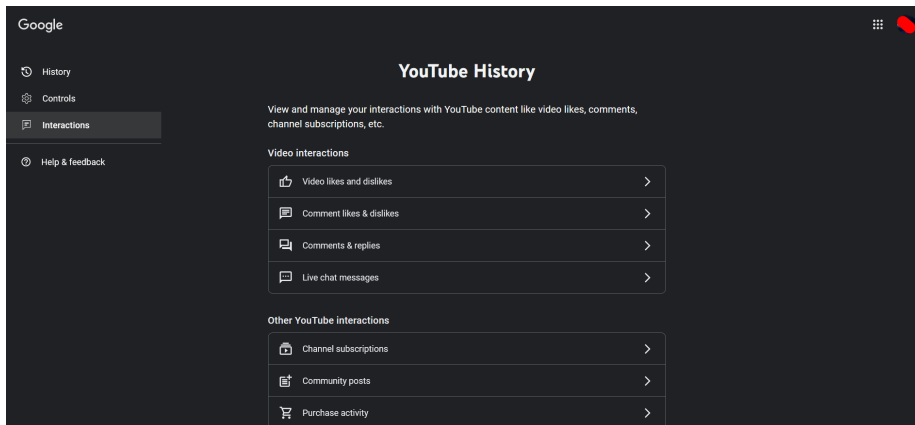 Google
History
Controls
Interactions
Help & feedback
YouTube History
View and manage your interactions with YouTube content like video likes, comments,
channel subscriptions, etc.
Video interactions
Video likes and dislikes
Comment likes & dislikes
Comments & replies
Live chat messages
Other YouTube interactions
Channel subscriptions
Community posts
Purchase activity